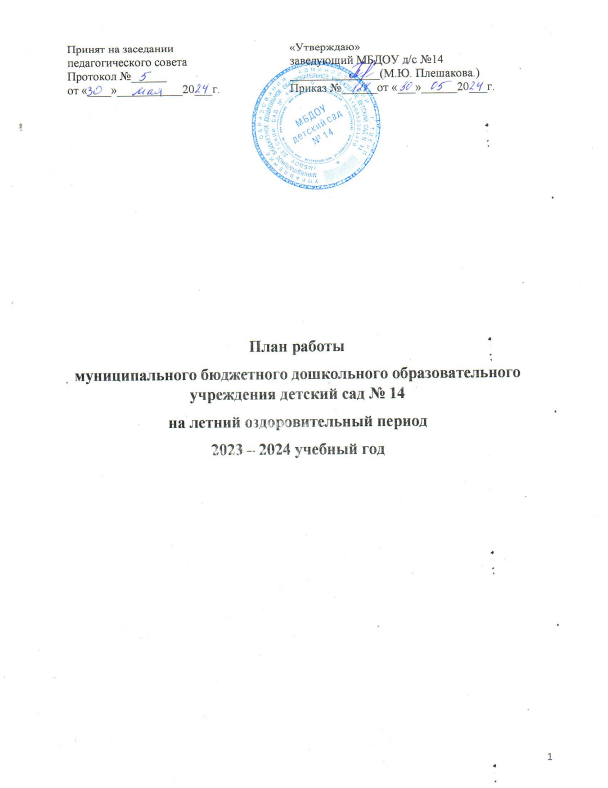 Принят на заседании
педагогического совета
Протокол № 5
от «30» мая 2024 г.
«Утверждаю»
заведующий МБДОУ д/с №14
(М.Ю. Плешакова.)
Приказ № от «30» 05 2024 г.
МБДОУ
детский сад
№ 14
План работы
муниципального бюджетного дошкольного образовательного
учреждения детский сад № 14
на летний оздоровительный период
2023 – 2024 учебный год
1